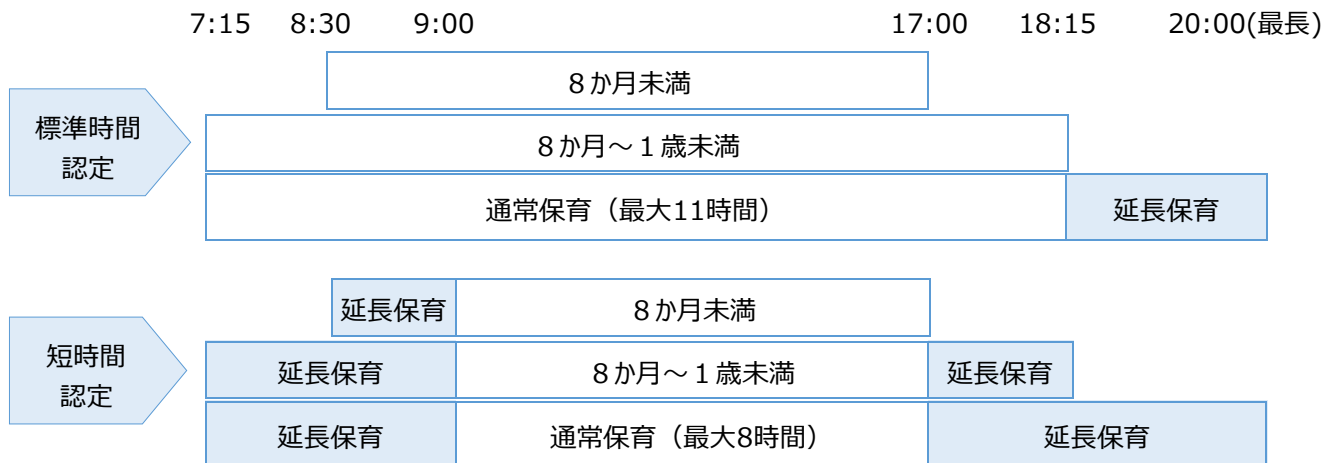 7:15 8:30 9:00 17:00 18:15 20:00(最長)
８か月未満
標準時間
認定
８か月～１歳未満
通常保育（最大11時間） 延長保育
延長保育 ８か月未満
短時間
認定
延長保育 ８か月～１歳未満 延長保育
延長保育 通常保育（最大8時間） 延長保育